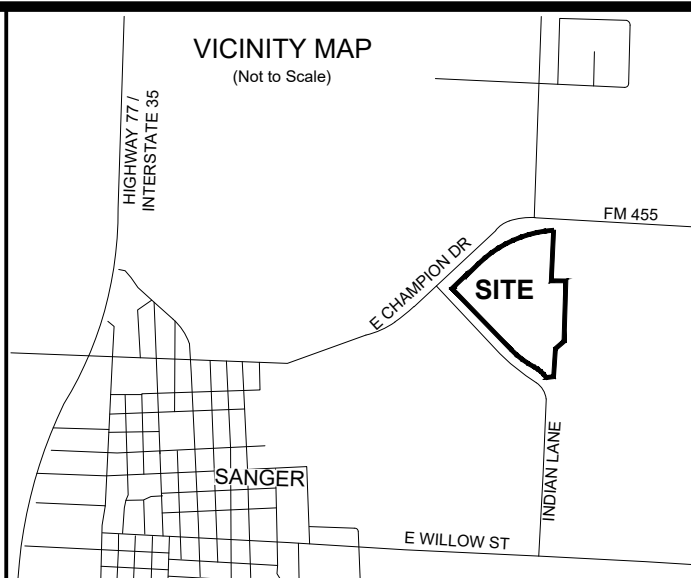 VICINITY MAP
(Not to Scale)
HIGHWAY 77 /
INTERSTATE 35
FM 455
E CHAMPION DR
SITE
INDIAN LANE
SANGER
E WILLOW ST